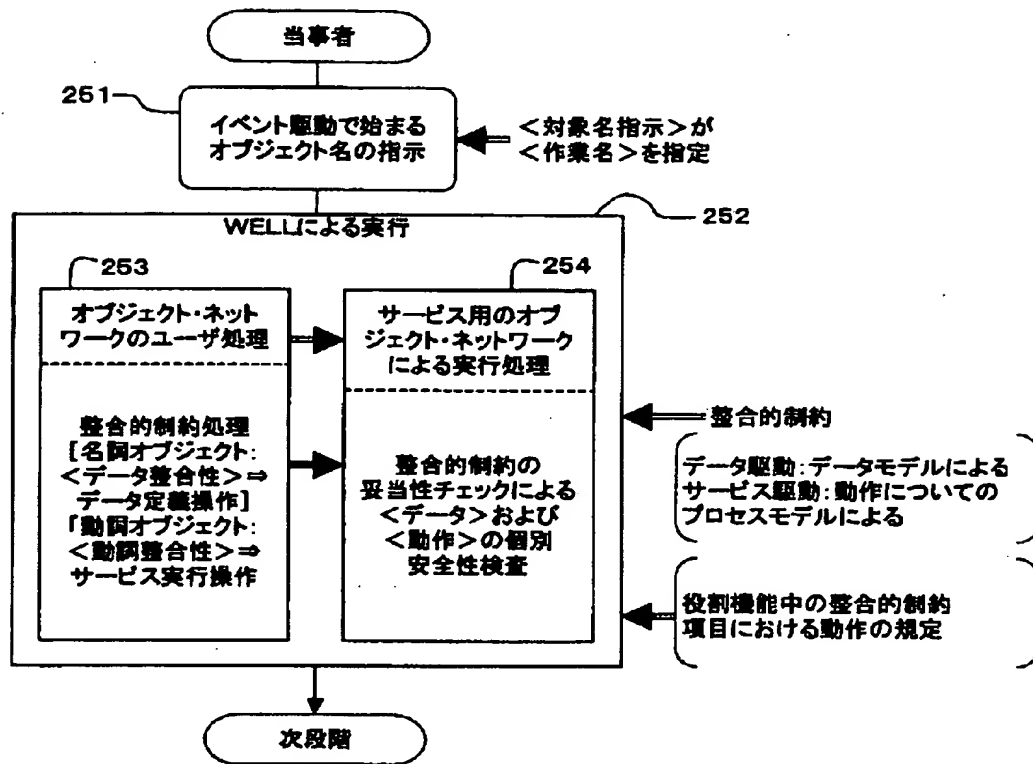 当事者
251
イベント駆動で始まる
オブジェクト名の指示
<対象名指示>が
<作業名>を指定
252
WELLによる実行
253
オブジェクト・ネット
ワークのユーザ処理
整合的制約処理
[名詞オブジェクト:
<データ整合性>⇒
データ定義操作]
「動詞オブジェクト:
<動詞整合性>⇒
サービス実行操作
254
サービス用のオブ
ジェクト・ネットワーク
による実行処理
整合的制約の
妥当性チェックによる
<データ>および
<動作>の個別
安全性検査
整合的制約
データ駆動:データモデルによる
サービス駆動:動作についての
プロセスモデルによる
役割機能中の整合的制約
項目における動作の規定
次段階